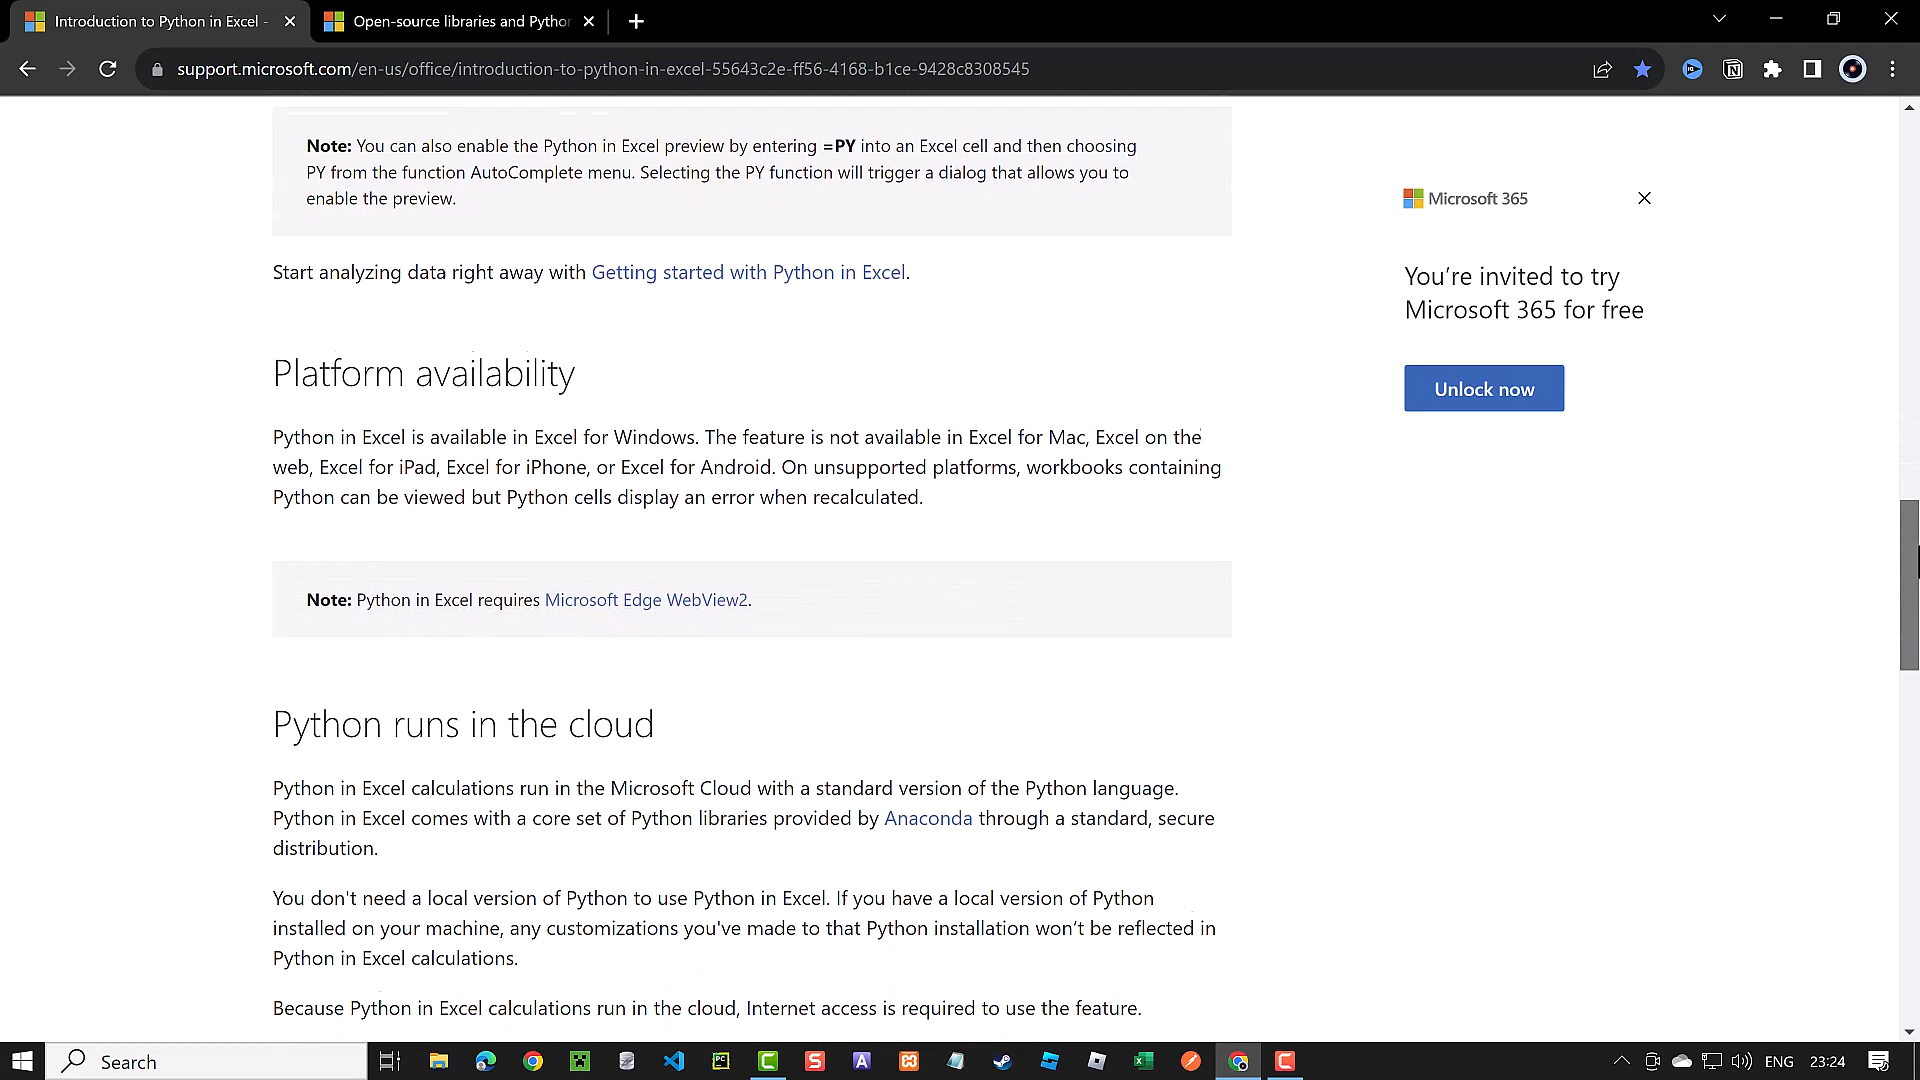 Introduction to Python in Excel -
Open-source libraries and Pythor
support.microsoft.com/en-us/office/introduction-to-python-in-excel-55643c2e-ff56-4168-b1ce-9428c8308545
Note: You can also enable the Python in Excel preview by entering =PY into an Excel cell and then choosing
PY from the function AutoComplete menu. Selecting the PY function will trigger a dialog that allows you to
enable the preview.
Start analyzing data right away with Getting started with Python in Excel.
Platform availability
Python in Excel is available in Excel for Windows. The feature is not available in Excel for Mac, Excel on the
web, Excel for iPad, Excel for iPhone, or Excel for Android. On unsupported platforms, workbooks containing
Python can be viewed but Python cells display an error when recalculated.
Note: Python in Excel requires Microsoft Edge WebView2.
Python runs in the cloud
Python in Excel calculations run in the Microsoft Cloud with a standard version of the Python language.
Python in Excel comes with a core set of Python libraries provided by Anaconda through a standard, secure
distribution.
You don't need a local version of Python to use Python in Excel. If you have a local version of Python
installed on your machine, any customizations you've made to that Python installation won't be reflected in
Python in Excel calculations.
Because Python in Excel calculations run in the cloud, Internet access is required to use the feature.
Microsoft 365
You're invited to try
Microsoft 365 for free
Unlock now
Search
ENG
23:24